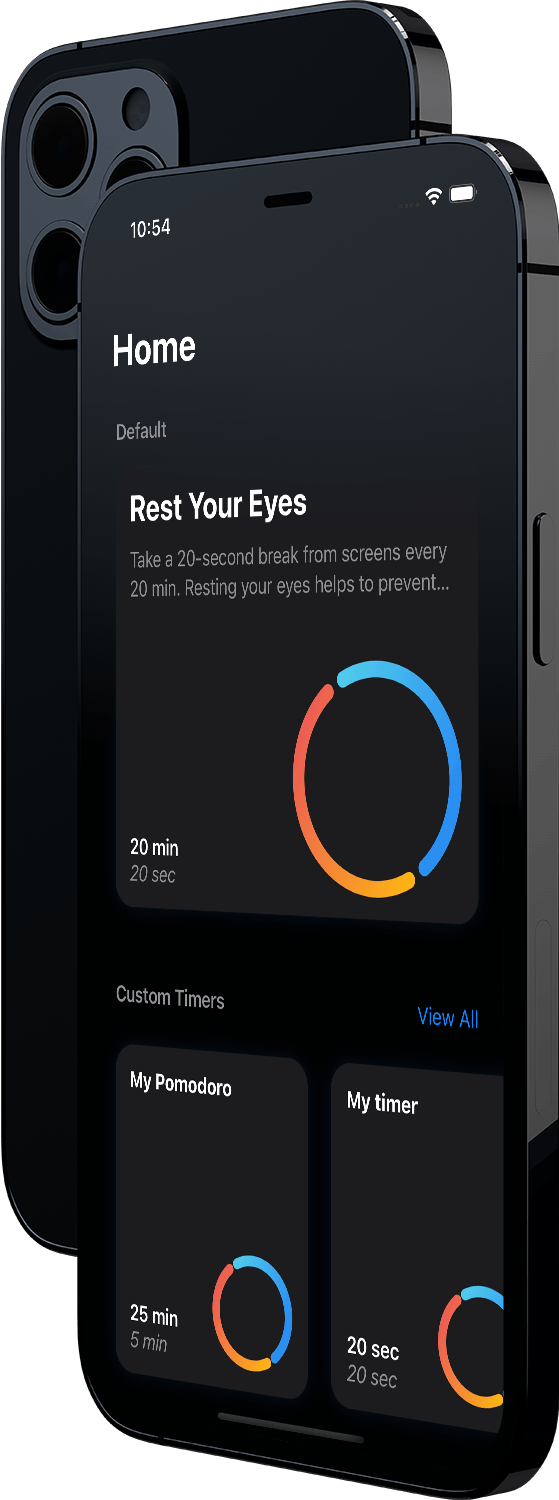 10:54
Home
Default
Rest Your Eyes
Take a 20-second break from screens every
20 min. Resting your eyes helps to prevent...
20 min
20 sec
Custom Timers
View All
My Pomodoro
My timer
25 min
5 min
20 sec
20 sec